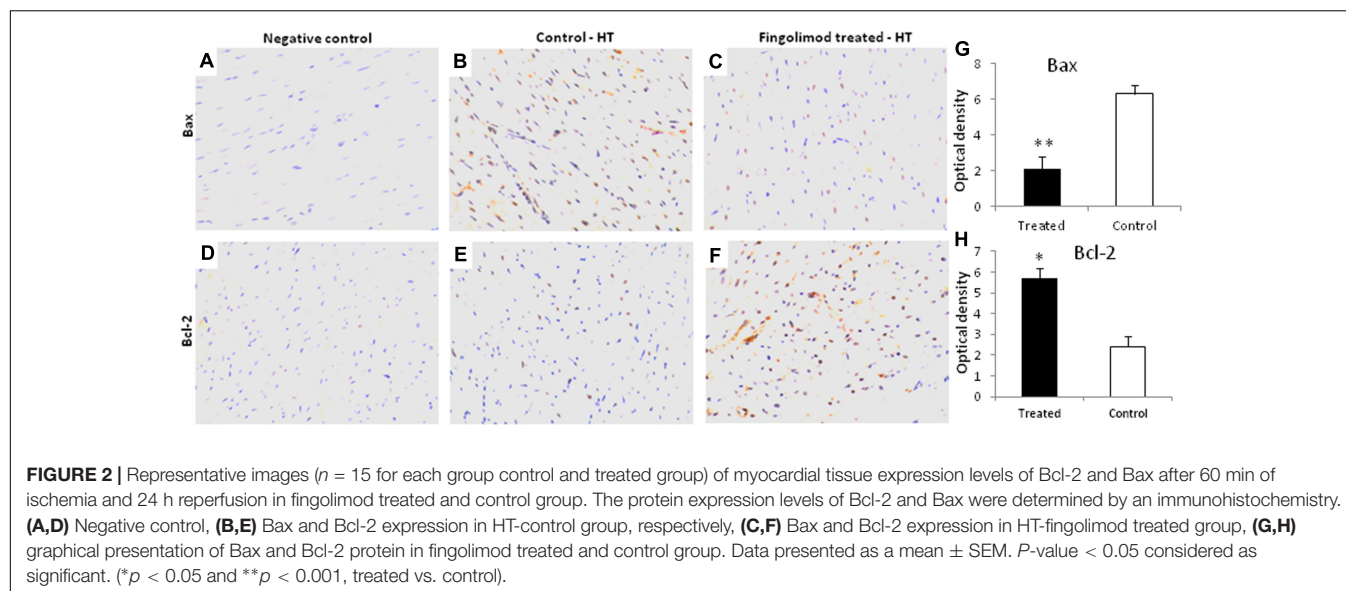 Negative control
Control - HT
Fingolimod treated - HT
A
B
C
G
Bax
Bax
8
6
4
2
0
Optical density
**
Treated
Control
D
E
F
H
Bcl-2
Bcl-2
7
6
5
4
3
2
1
0
Optical density
*
Treated
Control
FIGURE 2 | Representative images (n = 15 for each group control and treated group) of myocardial tissue expression levels of Bcl-2 and Bax after 60 min of
ischemia and 24 h reperfusion in fingolimod treated and control group. The protein expression levels of Bcl-2 and Bax were determined by an immunohistochemistry.
(A,D) Negative control, (B,E) Bax and Bcl-2 expression in HT-control group, respectively, (C,F) Bax and Bcl-2 expression in HT-fingolimod treated group, (G,H)
graphical presentation of Bax and Bcl-2 protein in fingolimod treated and control group. Data presented as a mean ± SEM. P-value < 0.05 considered as
significant. (*p < 0.05 and **p < 0.001, treated vs. control).